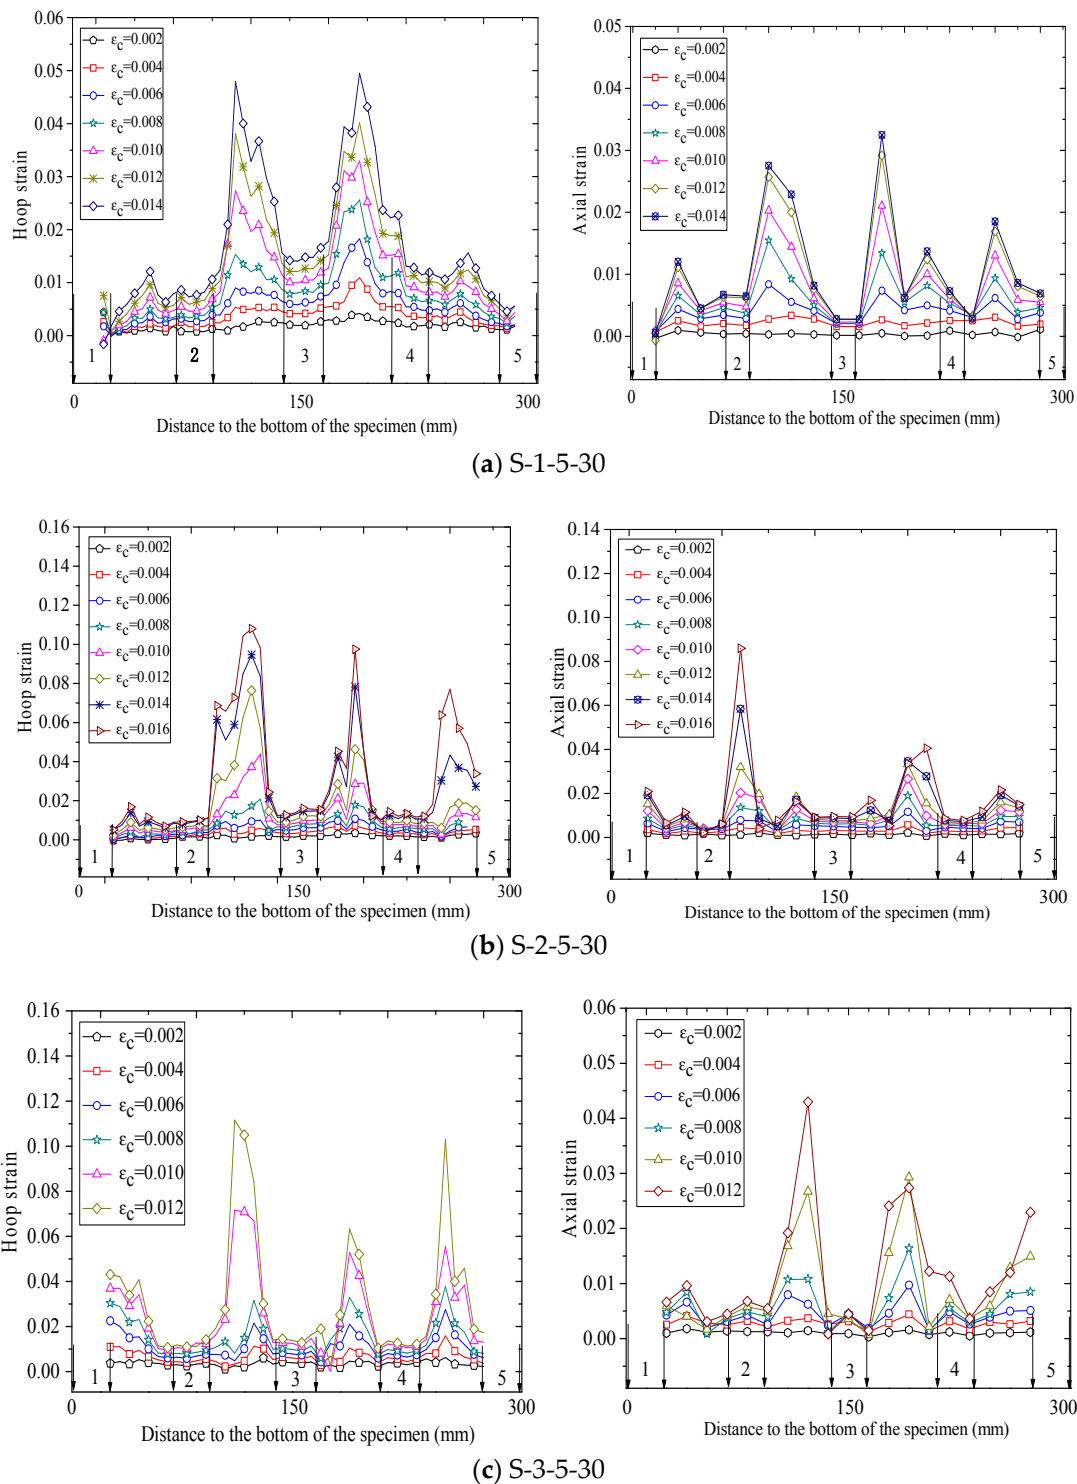 0.06
0.05
0.04
0.03
0.02
0.01
0.00
Hoop strain
εc=0.002
εc=0.004
εc=0.006
εc=0.008
εc=0.010
εc=0.012
εc=0.014
1 2 3 4 5
0 150 300
Distance to the bottom of the specimen (mm)
0.05
0.04
0.03
0.02
0.01
0.00
Axial strain
εc=0.002
εc=0.004
εc=0.006
εc=0.008
εc=0.010
εc=0.012
εc=0.014
1 2 3 4 5
0 150 300
Distance to the bottom of the specimen (mm)
(a) S-1-5-30
0.16
0.14
0.12
0.10
0.08
0.06
0.04
0.02
0.00
Hoop strain
εc=0.002
εc=0.004
εc=0.006
εc=0.008
εc=0.010
εc=0.012
εc=0.014
εc=0.016
1 2 3 4 5
0 150 300
Distance to the bottom of the specimen (mm)
0.14
0.12
0.10
0.08
0.06
0.04
0.02
0.00
Axial strain
εc=0.002
εc=0.004
εc=0.006
εc=0.008
εc=0.010
εc=0.012
εc=0.014
εc=0.016
1 2 3 4 5
0 150 300
Distance to the bottom of the specimen (mm)
(b) S-2-5-30
0.16
0.14
0.12
0.10
0.08
0.06
0.04
0.02
0.00
Hoop strain
εc=0.002
εc=0.004
εc=0.006
εc=0.008
εc=0.010
εc=0.012
1 2 3 4 5
0 150 300
Distance to the bottom of the specimen (mm)
0.06
0.05
0.04
0.03
0.02
0.01
0.00
Axial strain
εc=0.002
εc=0.004
εc=0.006
εc=0.008
εc=0.010
εc=0.012
1 2 3 4 5
0 150 300
Distance to the bottom of the specimen (mm)
(c) S-3-5-30